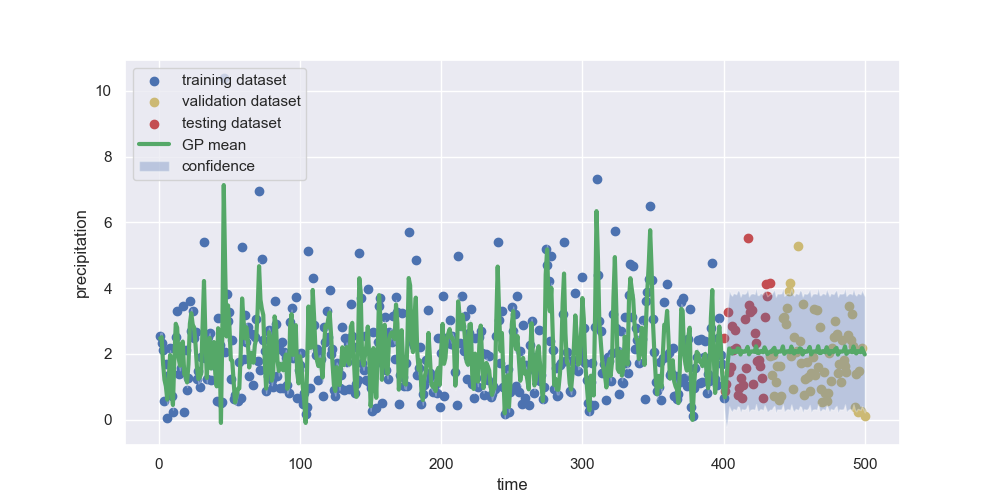 training dataset
validation dataset
testing dataset
GP mean
confidence
precipitation
10
8
6
4
2
0
0 100 200 300 400 500
time